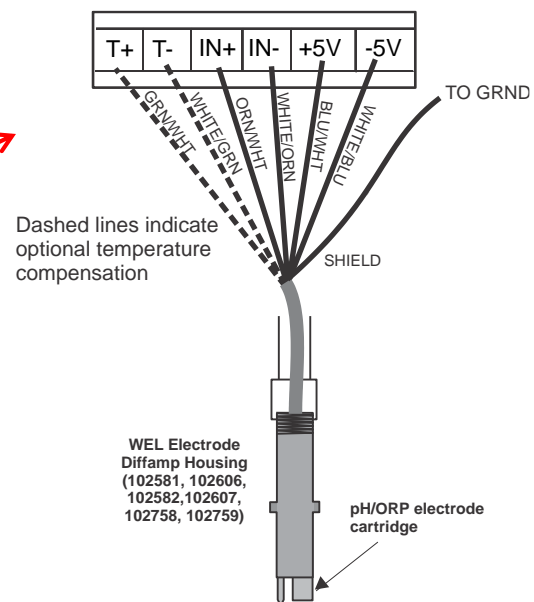 T+ T- IN+ IN- +5V -5V
TO GRND
GRN/WHT
WHITE/GRN
ORN/WHT
WHITE/ORN
BLU/WHT
WHITE/BLU
Dashed lines indicate
optional temperature
compensation
SHIELD
WEL Electrode
Diffamp Housing
(102581, 102606,
102582,102607,
102758, 102759)
pH/ORP electrode
cartridge